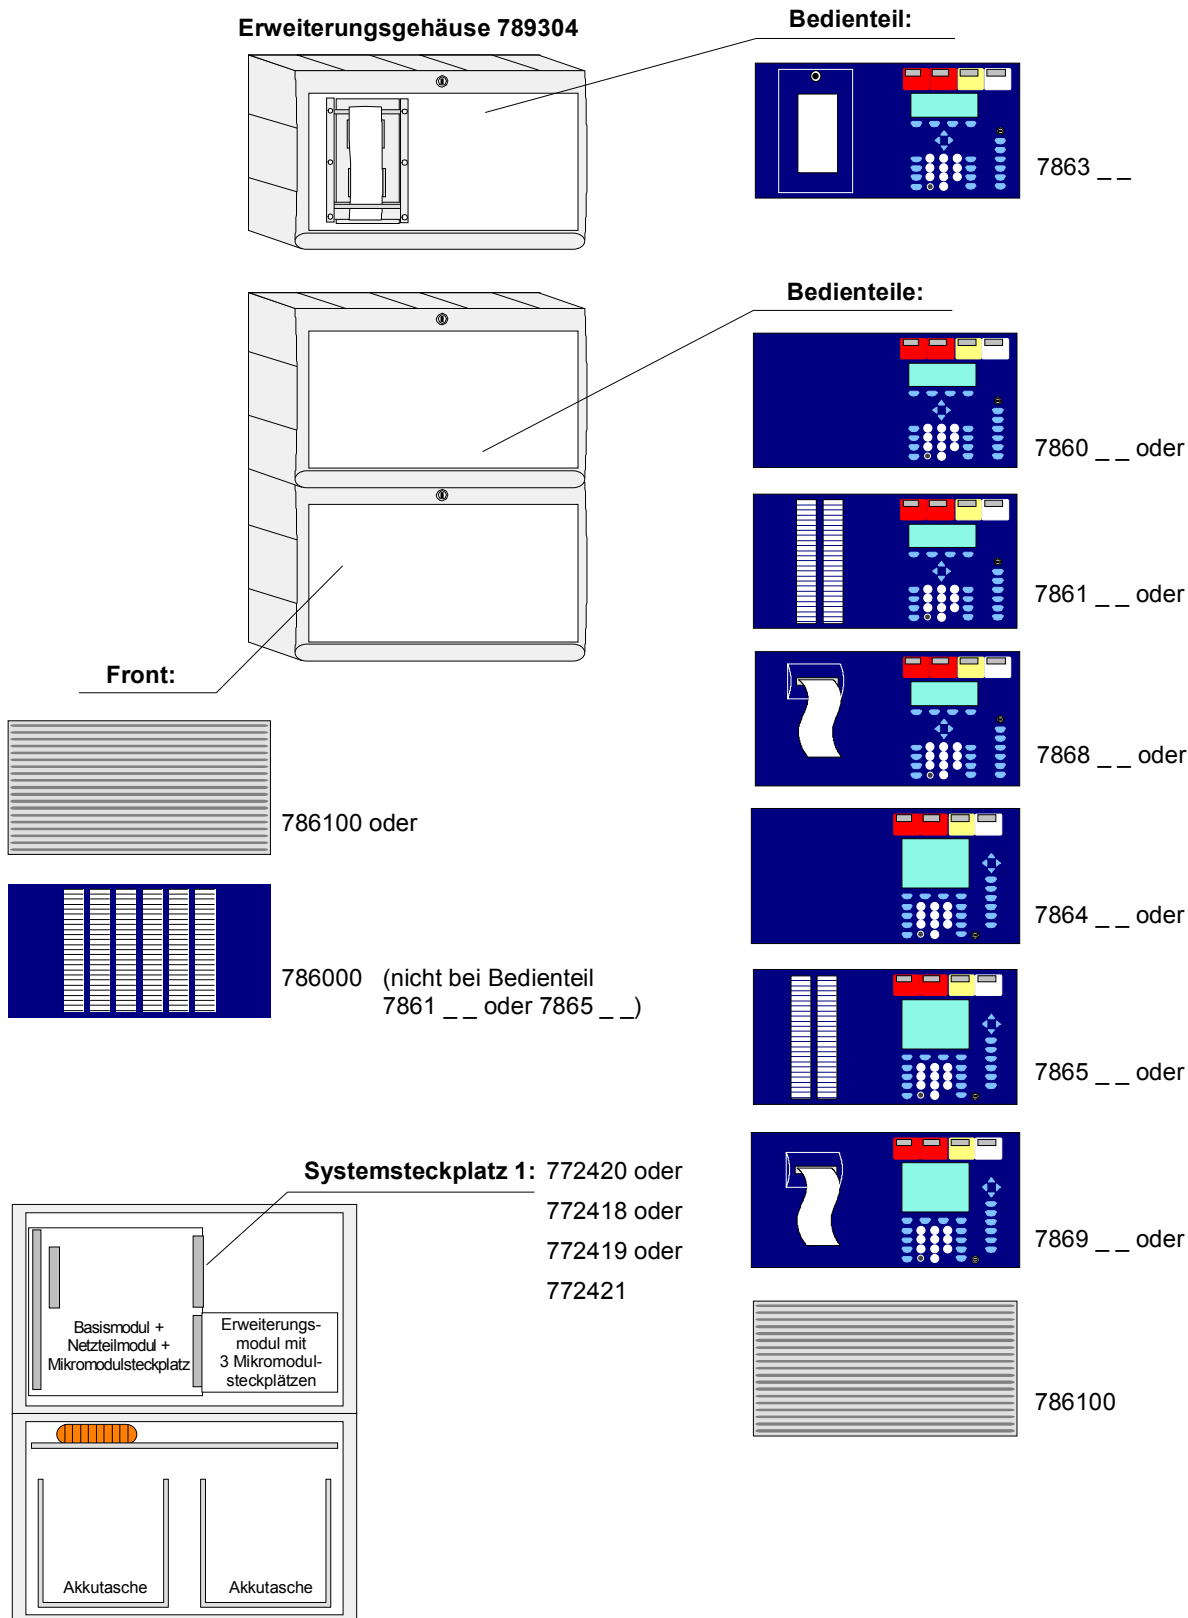 Erweiterungsgehäuse 789304
Bedienteil:
7863 _ _
Bedienteile:
7860 _ _ oder
7861 _ _ oder
7868 _ _ oder
7864 _ _ oder
7865 _ _ oder
7869 _ _ oder
786100
Front:
786100 oder
786000 (nicht bei Bedienteil
7861 _ _ oder 7865 _ _)
Systemsteckplatz 1: 772420 oder
772418 oder
772419 oder
772421
Basismodul +
Netzteilmodul +
Mikromodulsteckplatz
Erweiterungs-
modul mit
3 Mikromodul-
steckplätzen
Akkutasche
Akkutasche